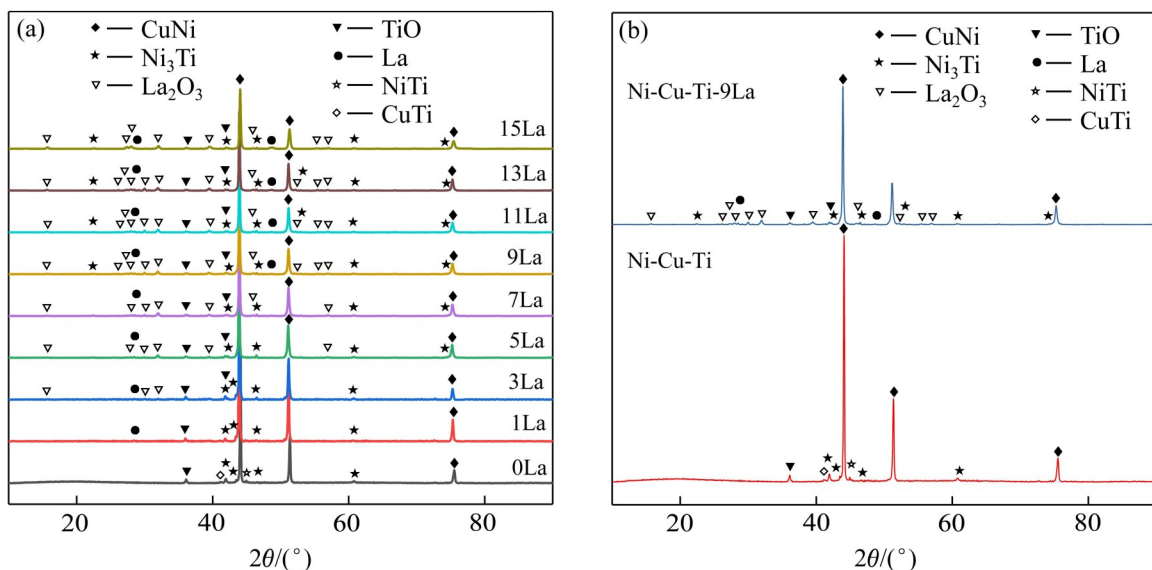 (a)
◆ — CuNi
▼ — TiO
★ — Ni₃Ti
● — La
▽ — La₂O₃
☆ — NiTi
◇ — CuTi
15La
13La
11La
9La
7La
5La
3La
1La
0La
20 40 60 80
2θ/(°)
(b)
◆ — CuNi
▼ — TiO
★ — Ni₃Ti
● — La
▽ — La₂O₃
☆ — NiTi
◇ — CuTi
Ni-Cu-Ti-9La
Ni-Cu-Ti
20 40 60 80
2θ/(°)